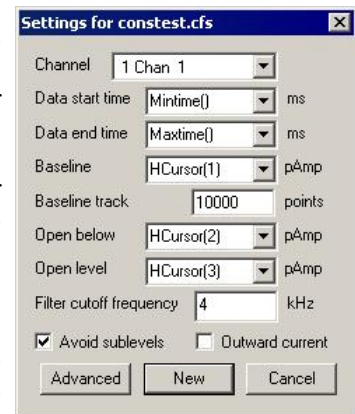 Settings for constest.cfs
Channel 1 Chan 1
Data start time Mintime() ms
Data end time Maxtime() ms
Baseline HCursor(1) pAmp
Baseline track 10000 points
Open below HCursor(2) pAmp
Open level HCursor(3) pAmp
Filter cutoff frequency 4 kHz
Avoid sublevels Outward current
Advanced New Cancel